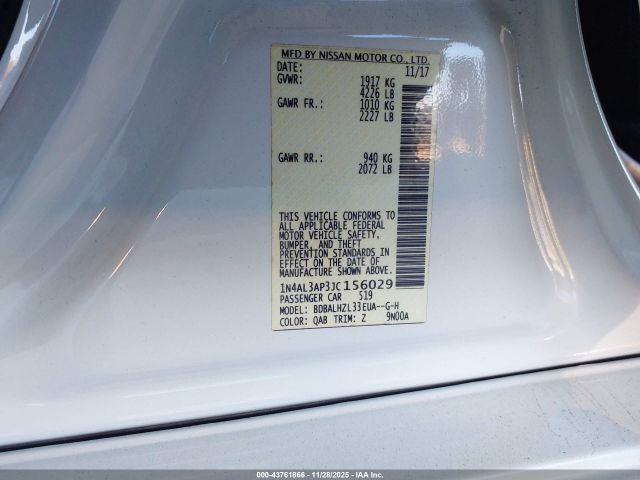 MFD BY NISSAN MOTOR CO., LTD.
DATE: 11/17
GVWR: 1917 KG
4226 LB
GAWR FR.: 1010 KG
2227 LB
GAWR RR.: 940 KG
2072 LB
THIS VEHICLE CONFORMS TO
ALL APPLICABLE FEDERAL
MOTOR VEHICLE SAFETY,
BUMPER, AND THEFT
PREVENTION STANDARDS IN
EFFECT ON THE DATE OF
MANUFACTURE SHOWN ABOVE.
1N4AL3AP3JC156029
PASSENGER CAR 519
MODEL: BDBALHZL33EUA--G-H
COLOR: QAB TRIM: Z 9N00A
000-43761866 - 11/28/2025 - IAA Inc.